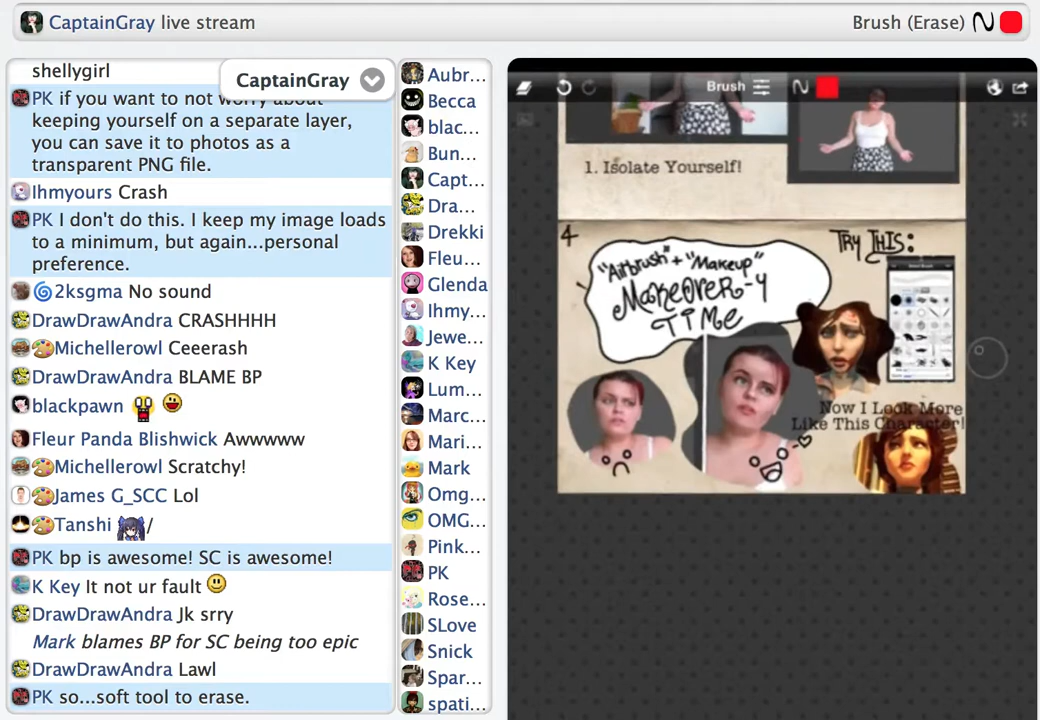 CaptainGray live stream
Brush (Erase)
shellygirl
CaptainGray
PK if you want to not worry about
keeping yourself on a separate layer,
you can save it to photos as a
transparent PNG file.
Ihmyours Crash
PK I don't do this. I keep my image loads
to a minimum, but again...personal
preference.
2ksgma No sound
DrawDrawAndra CRASHHHH
Michellerowl Ceeerash
DrawDrawAndra BLAME BP
blackpawn
Fleur Panda Blishwick Awwwww
Michellerowl Scratchy!
James G_SCC Lol
Tanshi /
PK bp is awesome! SC is awesome!
K Key It not ur fault
DrawDrawAndra Jk srry
Mark blames BP for SC being too epic
DrawDrawAndra Lawl
PK so...soft tool to erase.
Aubr...
Becca
blac...
Bun...
Capt...
Dra...
Drekki
Fleu...
Glenda
Ihmy...
Jewe...
K Key
Lum...
Marc...
Mari...
Mark
Omg...
OMG...
Pink...
PK
Rose...
SLove
Snick
Spar...
spati...
Brush
1. Isolate Yourself!
4
"Airbrush" + "Makeup"
Makeover-y
Time
Try This:
Now I Look More
Like This Character!